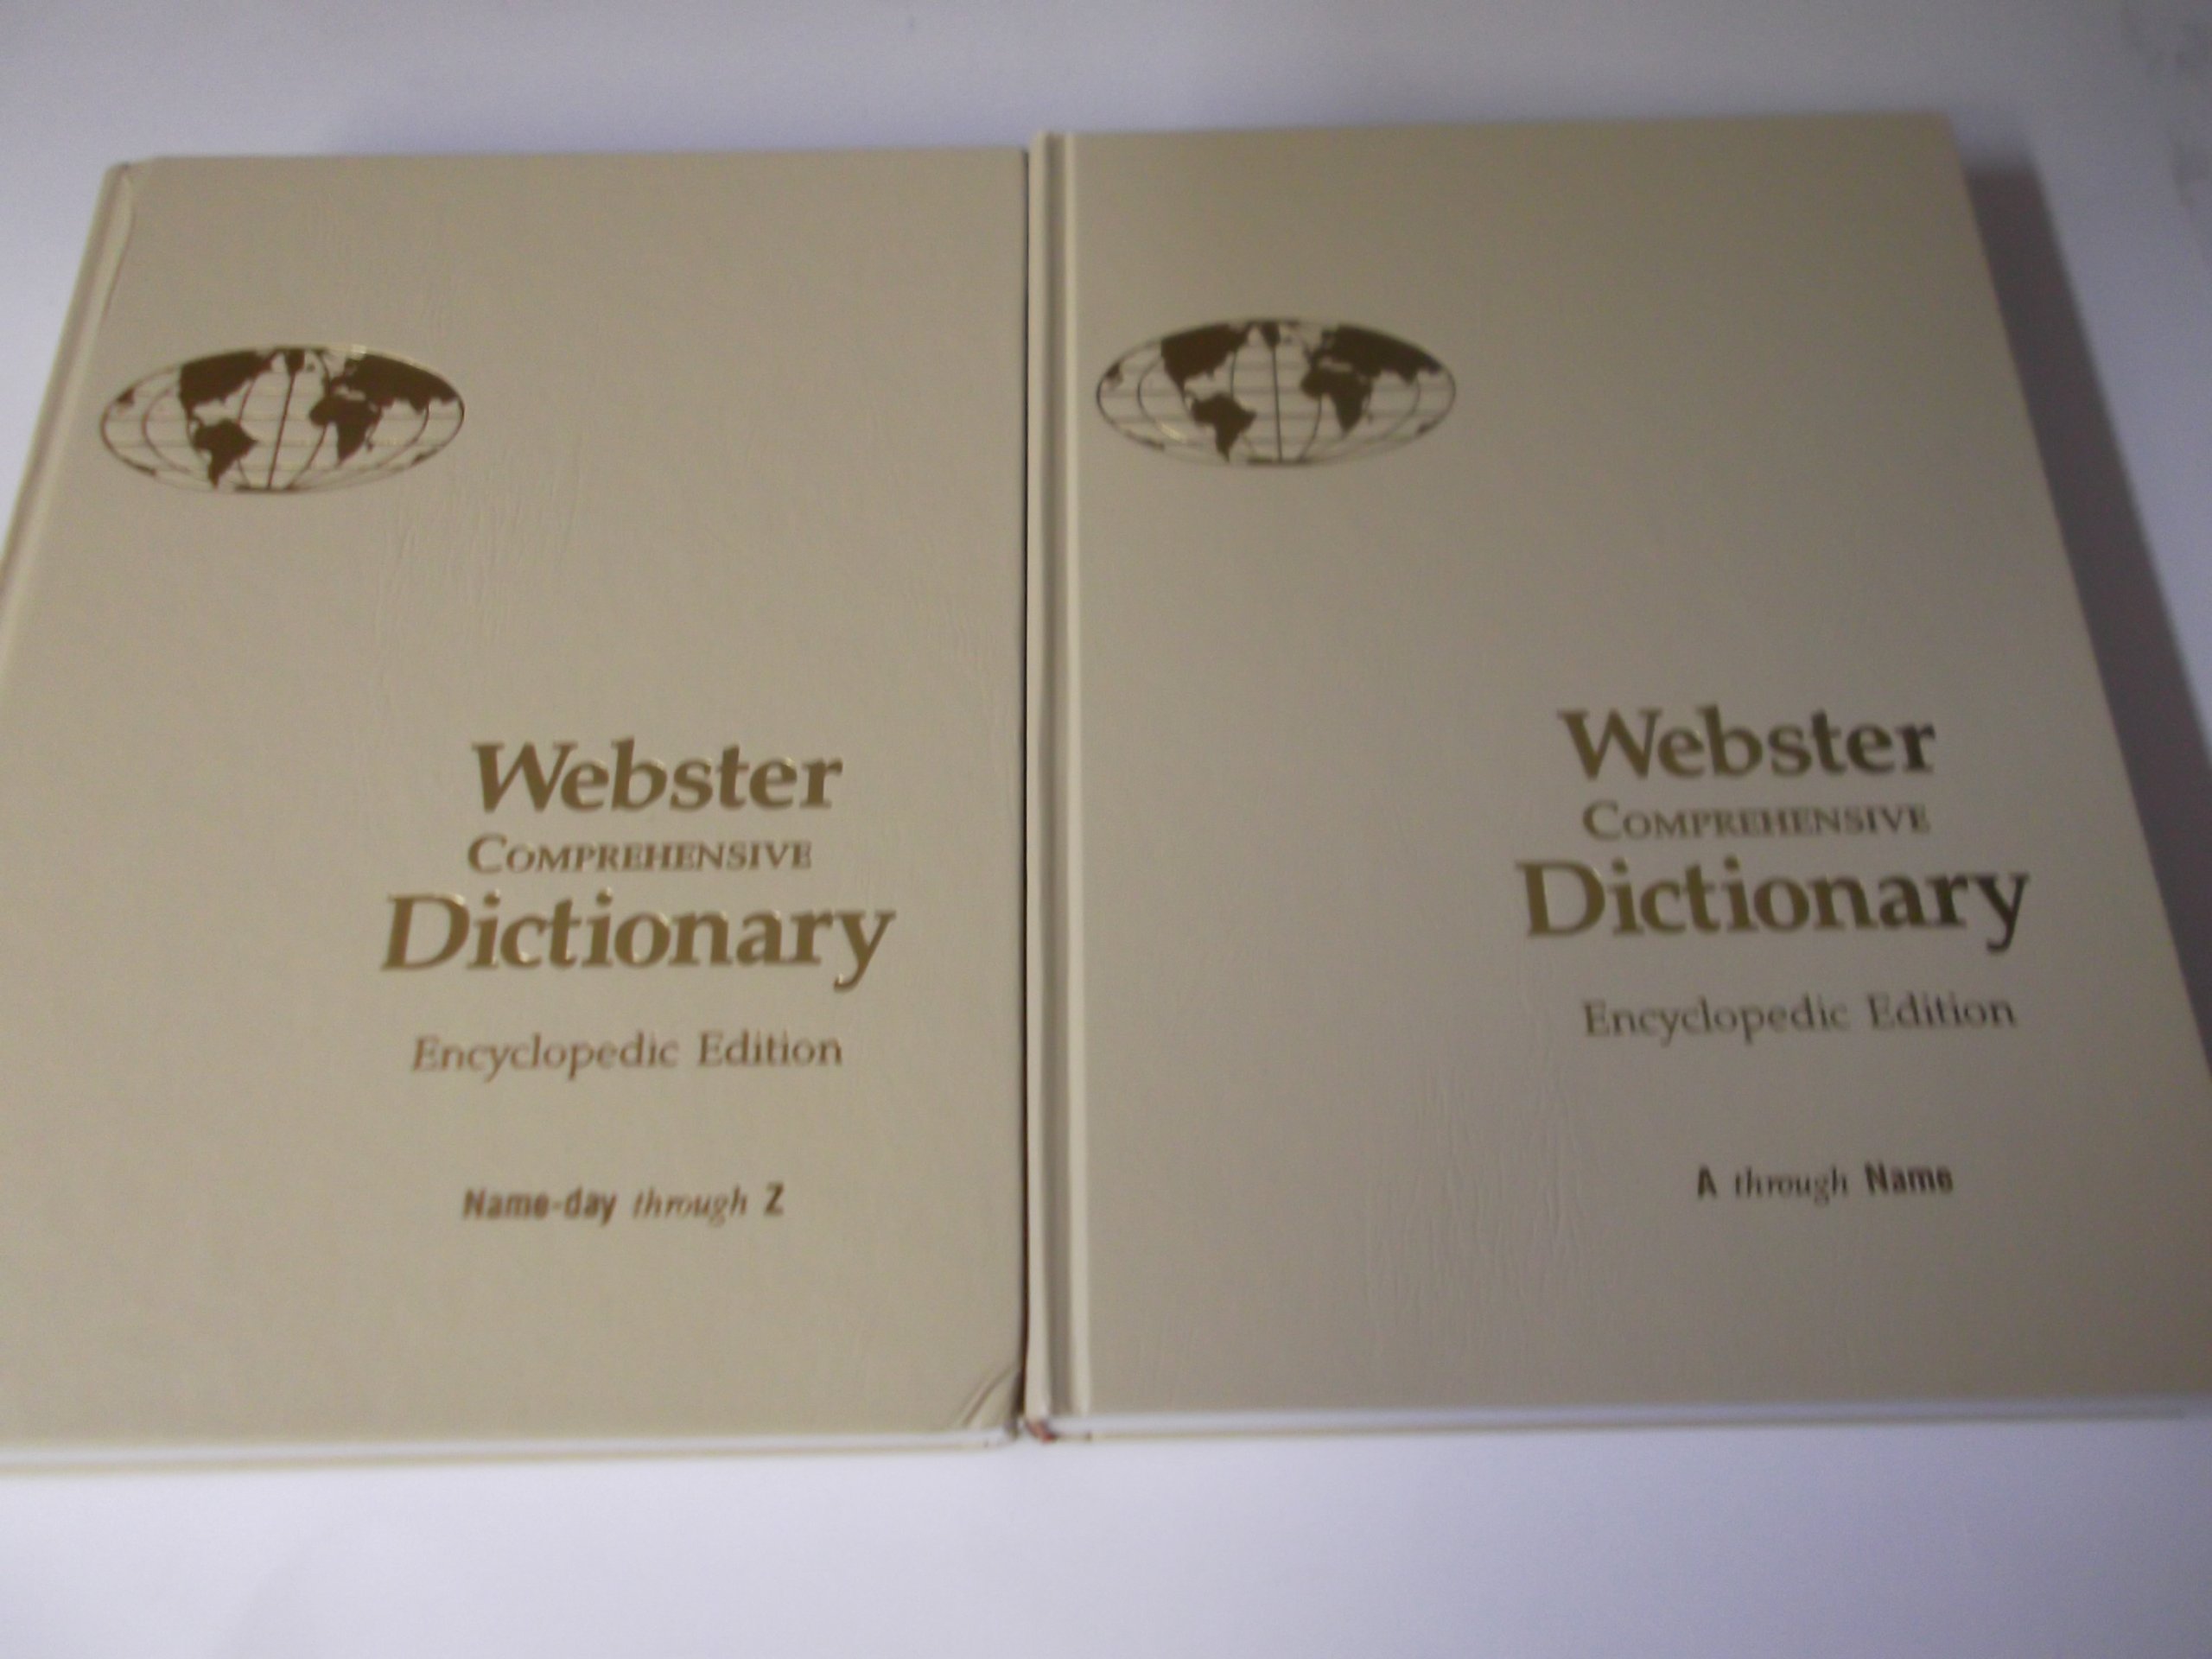 Webster
COMPREHENSIVE
Dictionary
Encyclopedic Edition
Name-day through Z
Webster
COMPREHENSIVE
Dictionary
Encyclopedic Edition
A through Name